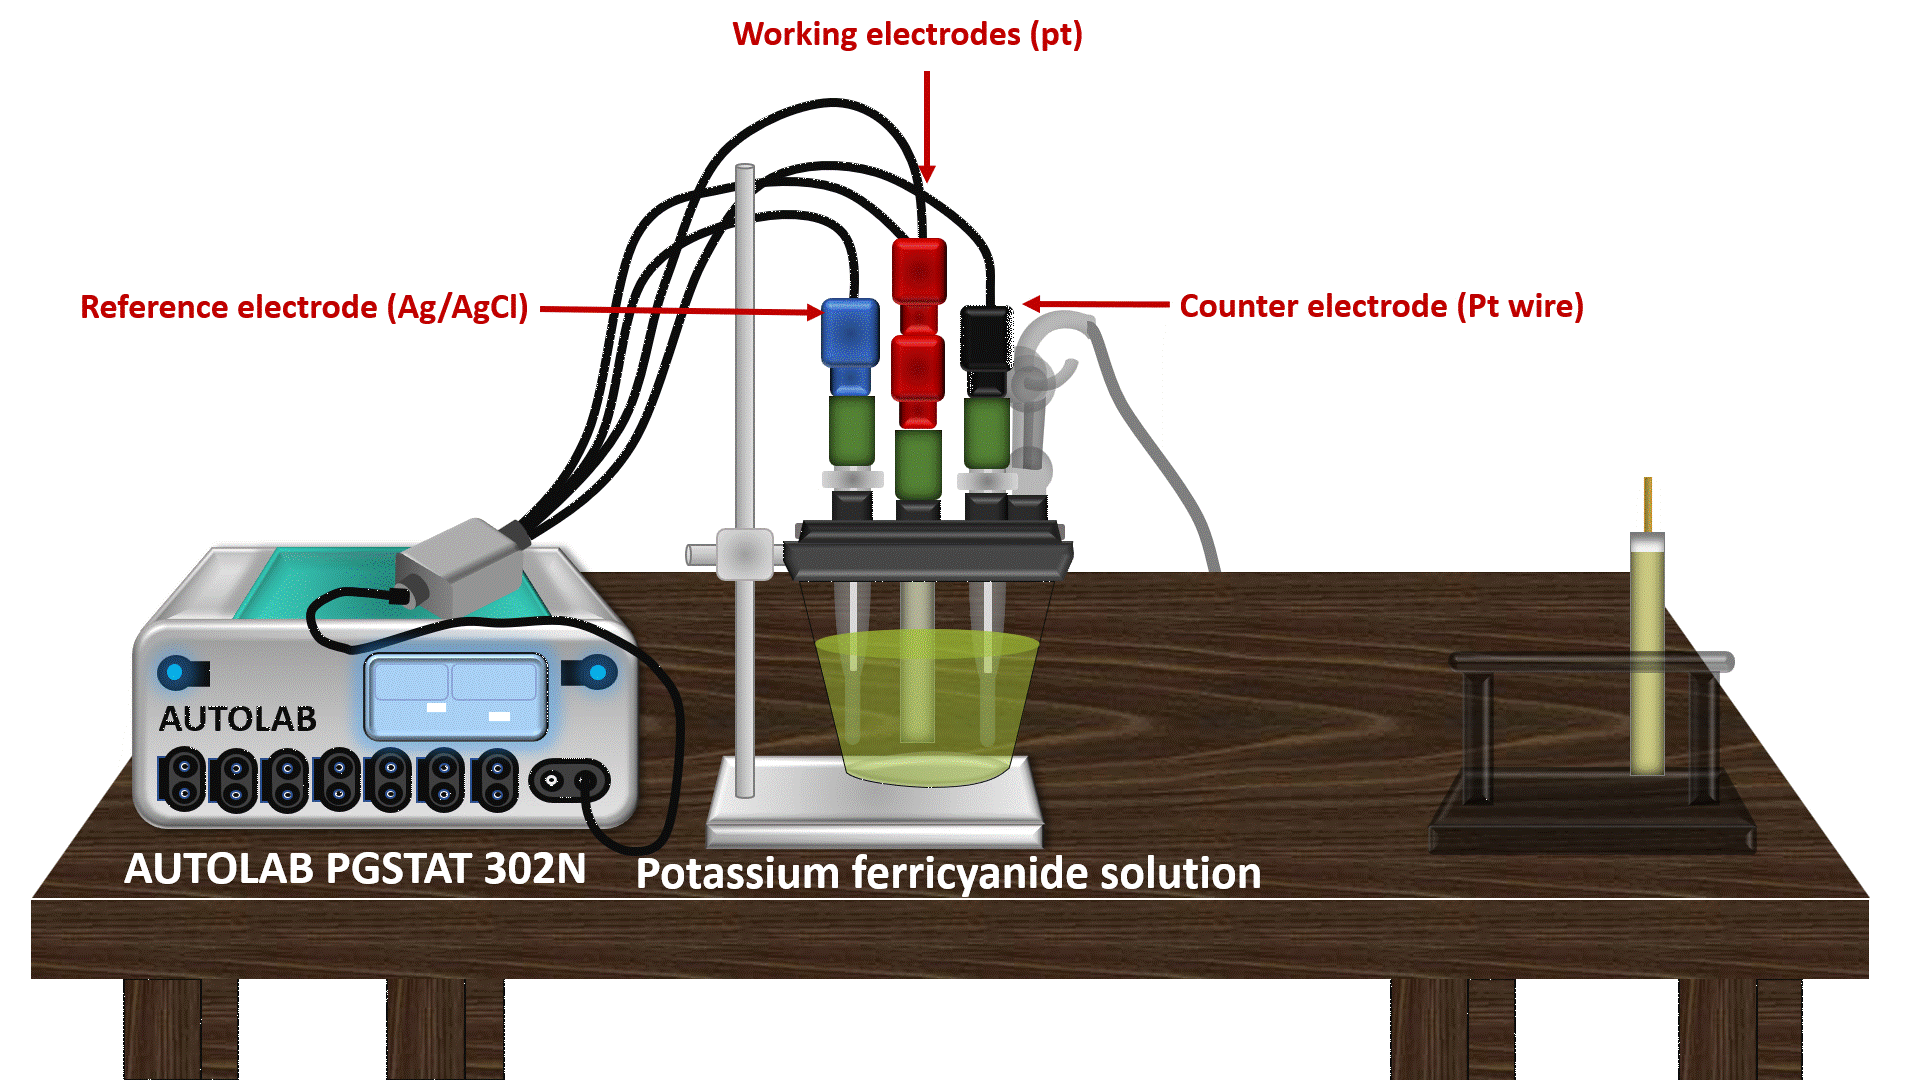 Working electrodes (pt)
Reference electrode (Ag/AgCl)
Counter electrode (Pt wire)
AUTOLAB
AUTOLAB PGSTAT 302N
Potassium ferricyanide solution